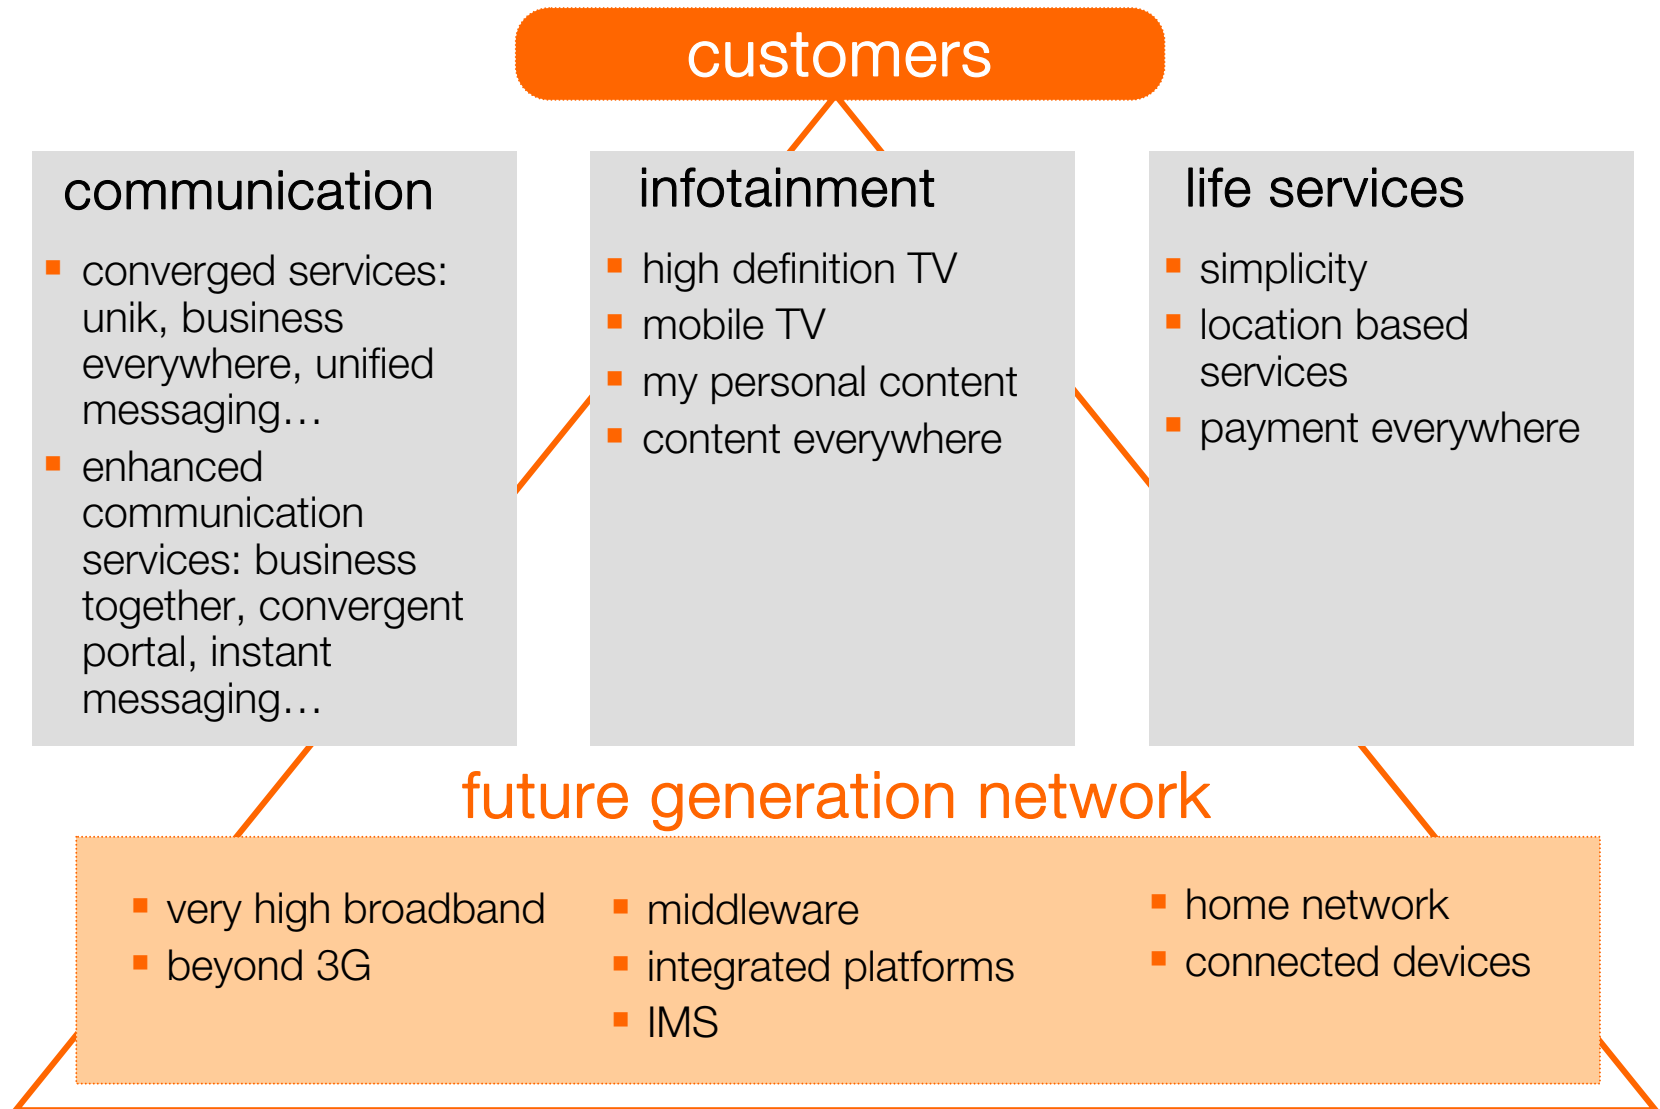 customers
communication
converged services:
unik, business
everywhere, unified
messaging…
enhanced
communication
services: business
together, convergent
portal, instant
messaging…
infotainment
high definition TV
mobile TV
my personal content
content everywhere
life services
simplicity
location based
services
payment everywhere
future generation network
very high broadband
beyond 3G
middleware
integrated platforms
IMS
home network
connected devices